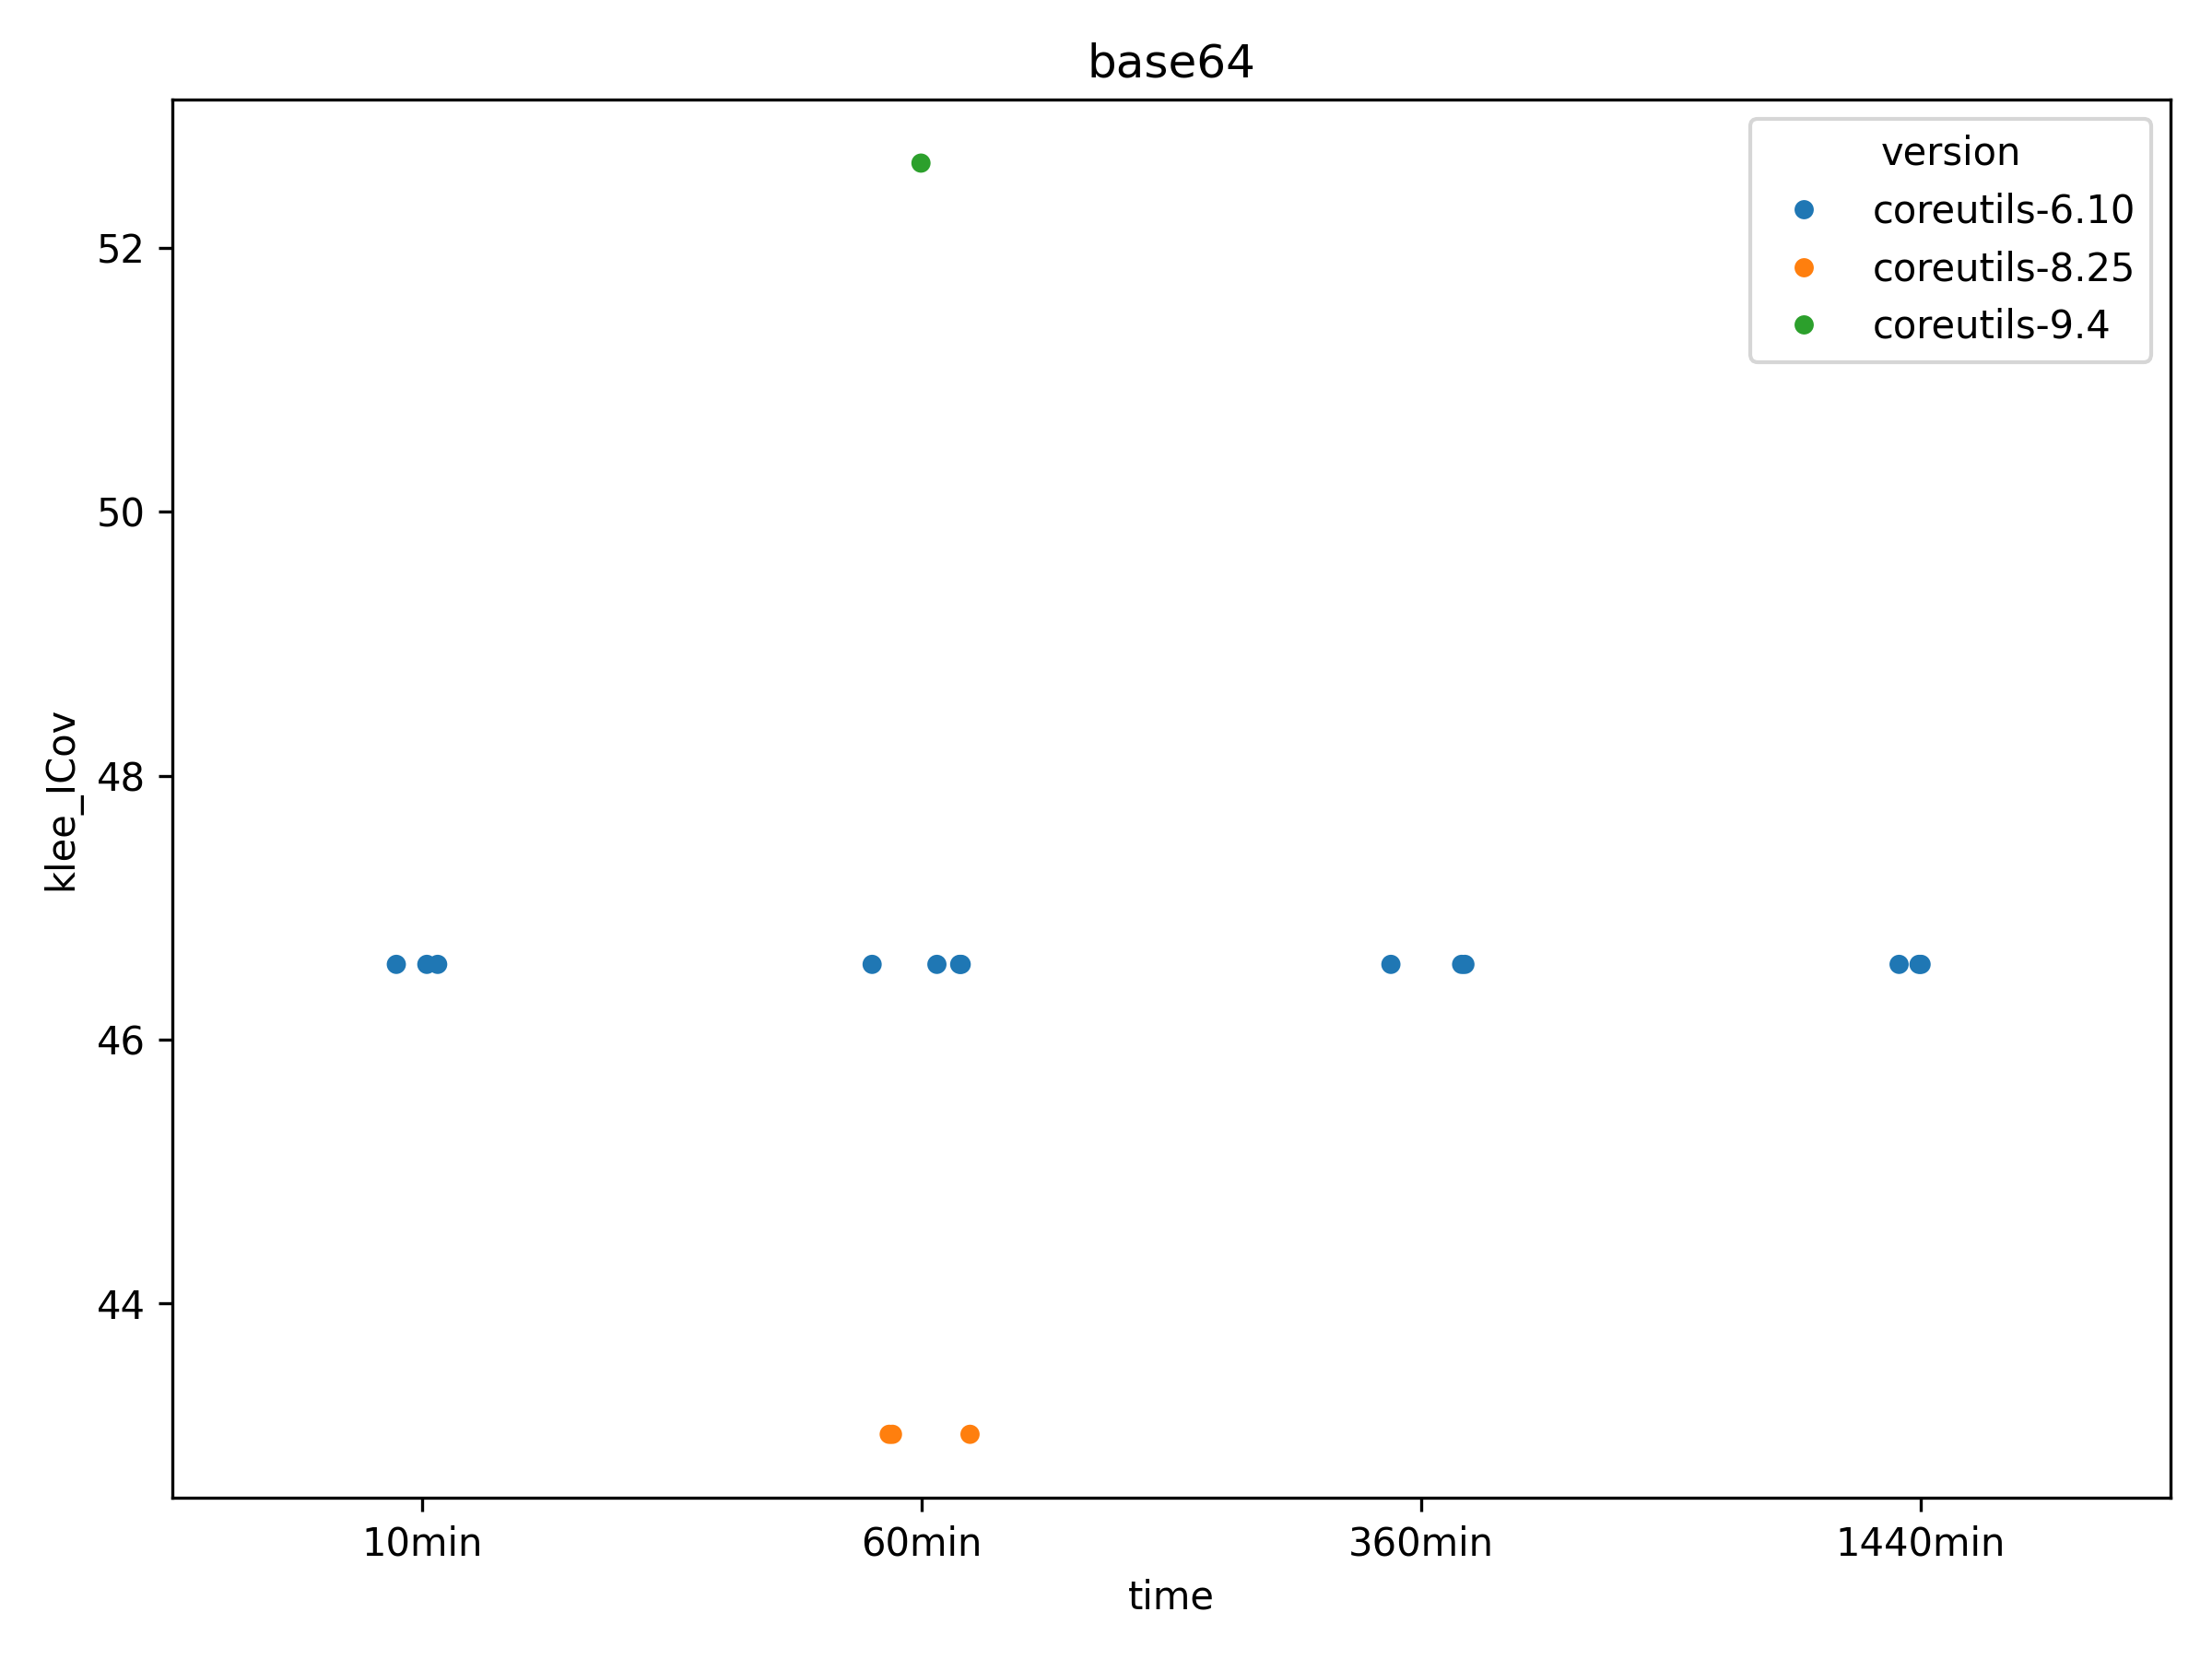 base64
version
coreutils-6.10
coreutils-8.25
coreutils-9.4
52
50
48
46
44
klee_ICov
10min 60min 360min 1440min
time